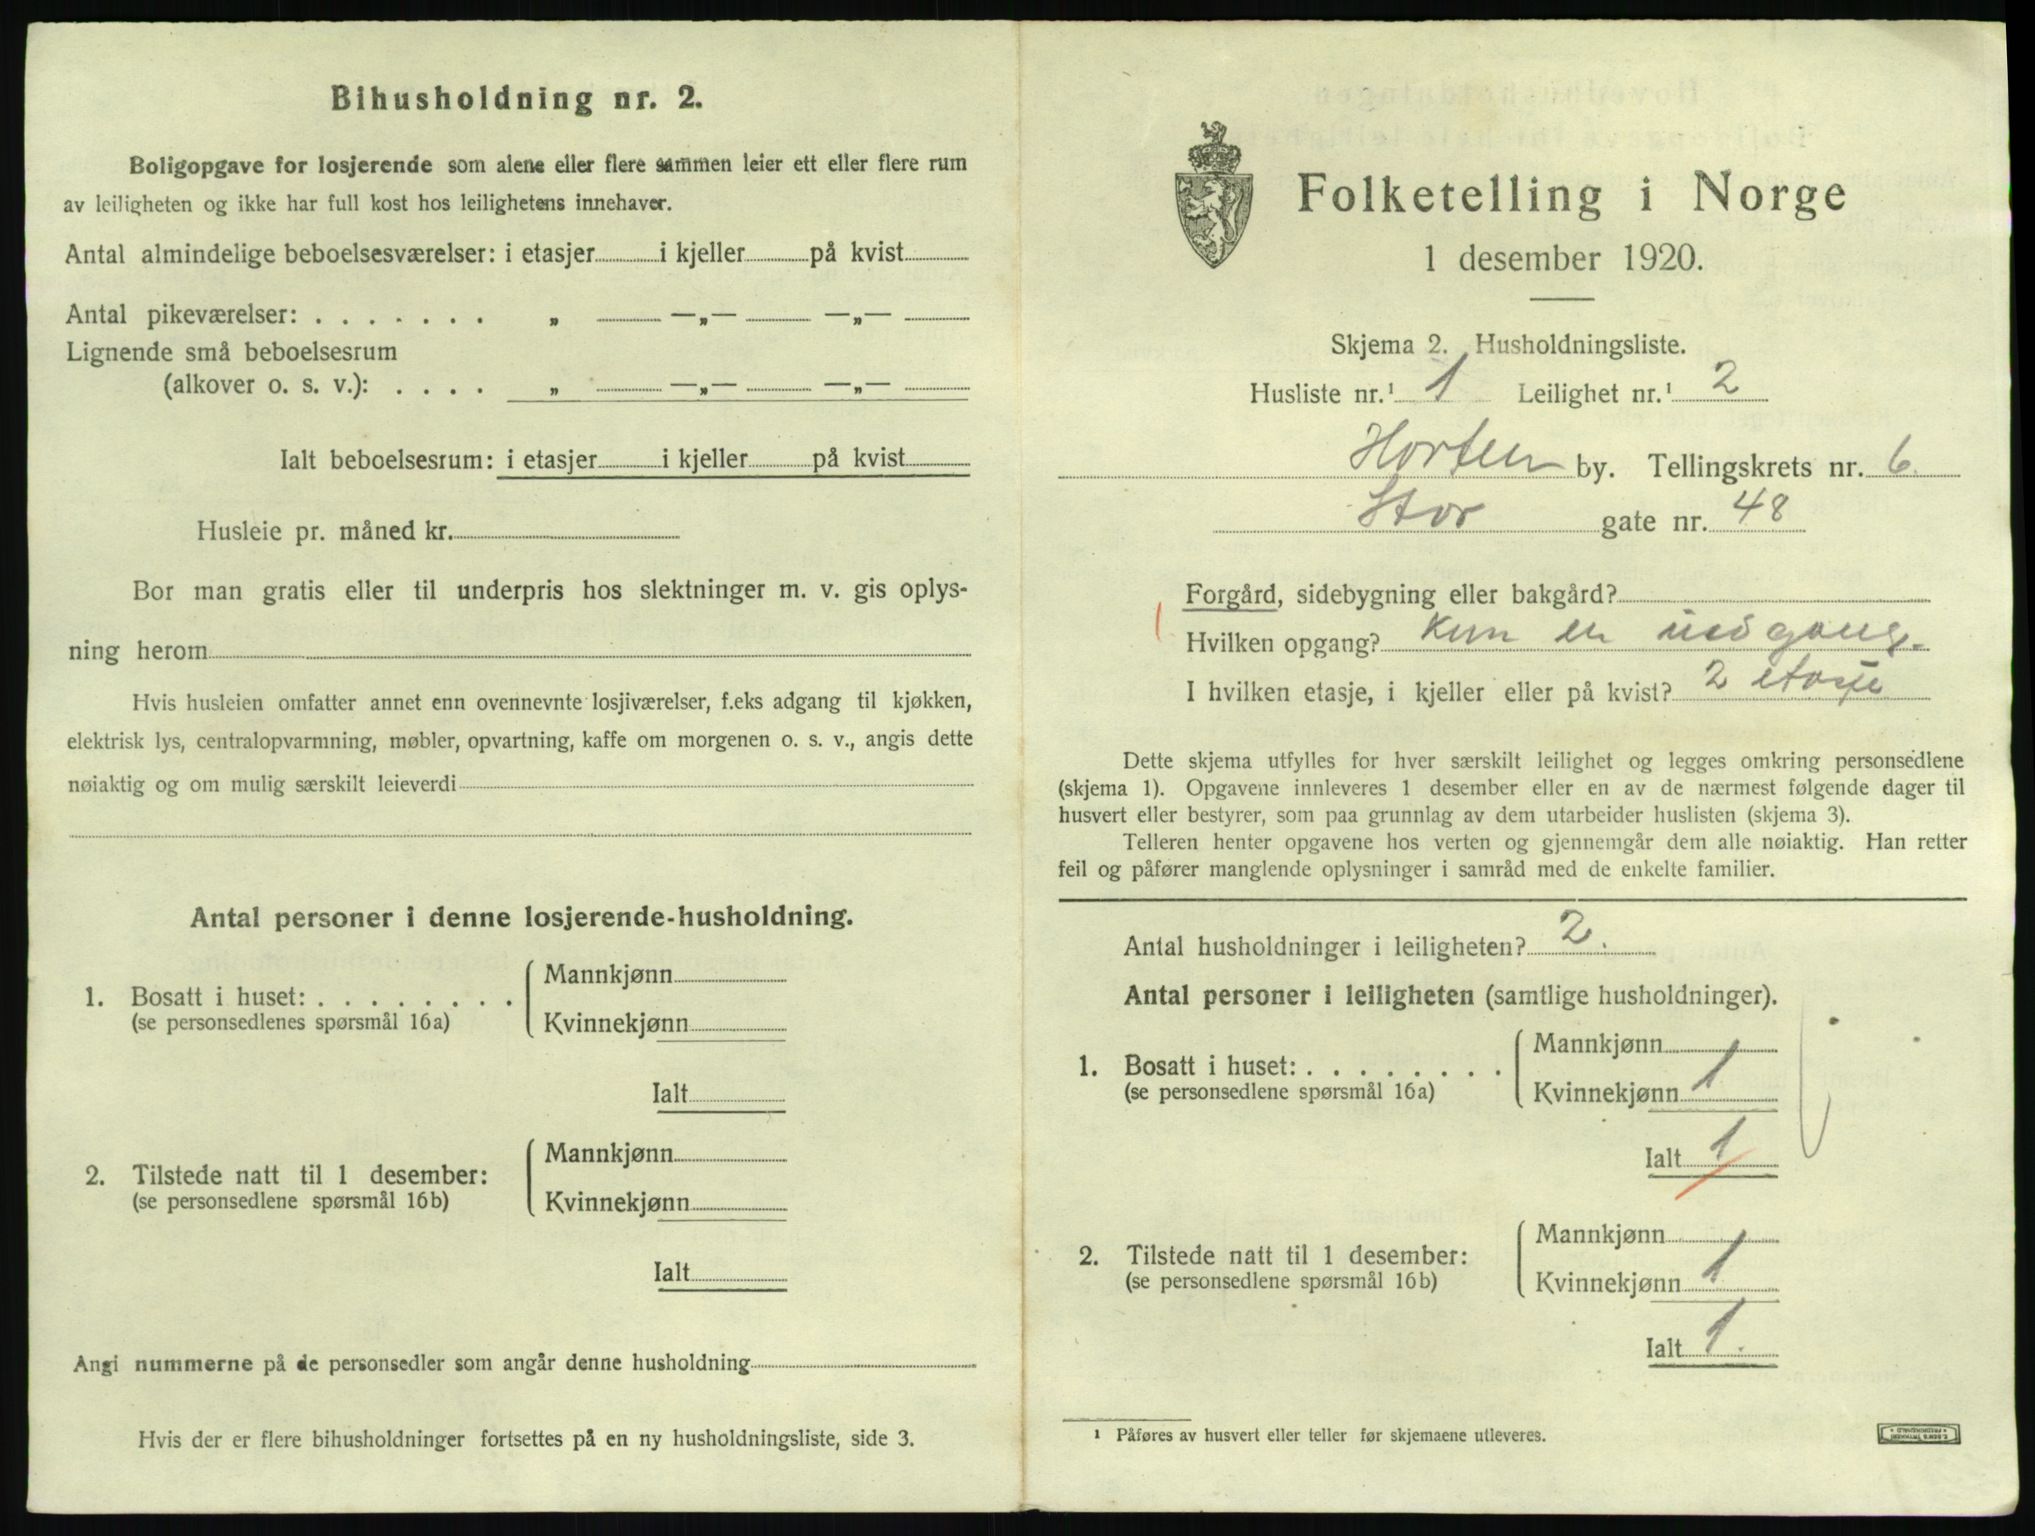 Bihusholdning nr. 2.
Boligopgave for losjerende som alene eller flere sammen leier ett eller flere rum
av leiligheten og ikke har full kost hos leilighetens innehaver.
Antal almindelige beboelsesværelser: i etasjer i kjeller på kvist
Antal pikeværelser: . . . . . . . „ —„— —„—
Lignende små beboelsesrum
(alkover o. s. v.): . . . . „ —„— —„—
Ialt beboelsesrum: i etasjer i kjeller på kvist
Husleie pr. måned kr.
Bor man gratis eller til underpris hos slektninger m. v. gis oplys-
ning herom
Hvis husleien omfatter annet enn ovennevnte losjiværelser, f.eks adgang til kjøkken,
elektrisk lys, centralopvarmning, møbler, opvartning, kaffe om morgenen o. s. v., angis dette
nøiaktig og om mulig særskilt leieverdi
Antal personer i denne losjerende-husholdning.
1. Bosatt i huset: . . . . . . . . Mannkjønn
(se personsedlenes spørsmål 16a) Kvinnekjønn
Ialt
2. Tilstede natt til 1 desember: Mannkjønn
(se personsedlene spørsmål 16b) Kvinnekjønn
Ialt
Angi nummerne på de personsedler som angår denne husholdning
Hvis der er flere bihusholdninger fortsettes på en ny husholdningsliste, side 3.
Folketelling i Norge
1 desember 1920.
Skjema 2. Husholdningsliste.
Husliste nr.¹ 1 Leilighet nr.¹ 2
Horten by. Tellingskrets nr. 6
Stor gate nr. 48
Forgård, sidebygning eller bakgård?
Hvilken opgang? Kun en
I hvilken etasje, i kjeller eller på kvist? 2 etasje
Dette skjema utfylles for hver særskilt leilighet og legges omkring personsedlene
(skjema 1). Opgavene innleveres 1 desember eller en av de nærmest følgende dager til
husvert eller bestyrer, som paa grunnlag av dem utarbeider huslisten (skjema 3).
Telleren henter opgavene hos verten og gjennemgår dem alle nøiaktig. Han retter
feil og påfører manglende oplysninger i samråd med de enkelte familier.
Antal husholdninger i leiligheten? 2.
Antal personer i leiligheten (samtlige husholdninger).
1. Bosatt i huset: . . . . . . . . Mannkjønn
(se personsedlene spørsmål 16a) Kvinnekjønn 1
Ialt 1
2. Tilstede natt til 1 desember: Mannkjønn
(se personsedlene spørsmål 16b) Kvinnekjønn 1
Ialt 1.
¹ Påføres av husvert eller teller før skjemaene utleveres.